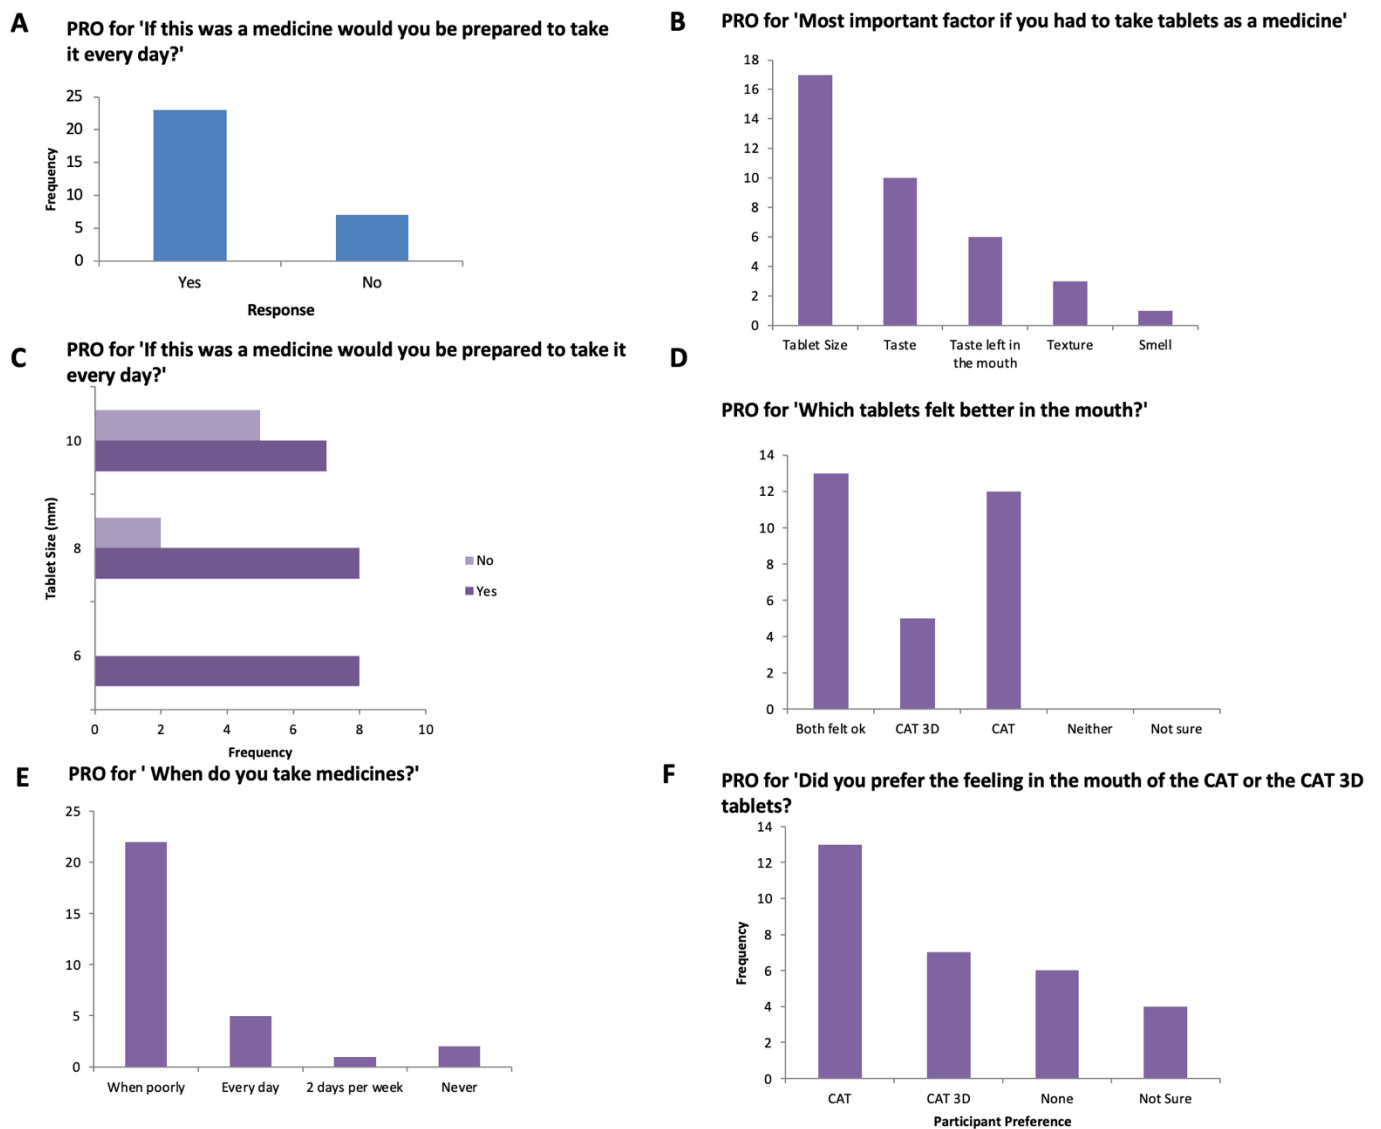 A
PRO for 'If this was a medicine would you be prepared to take
it every day?'
25
20
15
10
5
0
Frequency
Yes
No
Response
B
PRO for 'Most important factor if you had to take tablets as a medicine'
18
16
14
12
10
8
6
4
2
0
Tablet Size
Taste
Taste left in
the mouth
Texture
Smell
C
PRO for 'If this was a medicine would you be prepared to take it
every day?'
10
8
6
Tablet Size (mm)
0
2
4
6
8
10
Frequency
No
Yes
D
PRO for 'Which tablets felt better in the mouth?'
14
12
10
8
6
4
2
0
Both felt ok
CAT 3D
CAT
Neither
Not sure
E
PRO for ' When do you take medicines?'
25
20
15
10
5
0
When poorly
Every day
2 days per week
Never
F
PRO for 'Did you prefer the feeling in the mouth of the CAT or the CAT 3D
tablets?
14
12
10
8
6
4
2
0
Frequency
CAT
CAT 3D
None
Not Sure
Participant Preference